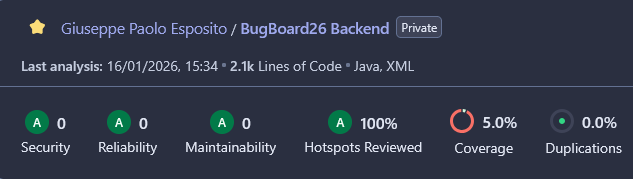 Giuseppe Paolo Esposito / BugBoard26 Backend Private
Last analysis: 16/01/2026, 15:34 • 2.1k Lines of Code • Java, XML
A 0 A 0 A 0 A 100% 5.0% 0.0%
Security Reliability Maintainability Hotspots Reviewed Coverage Duplications